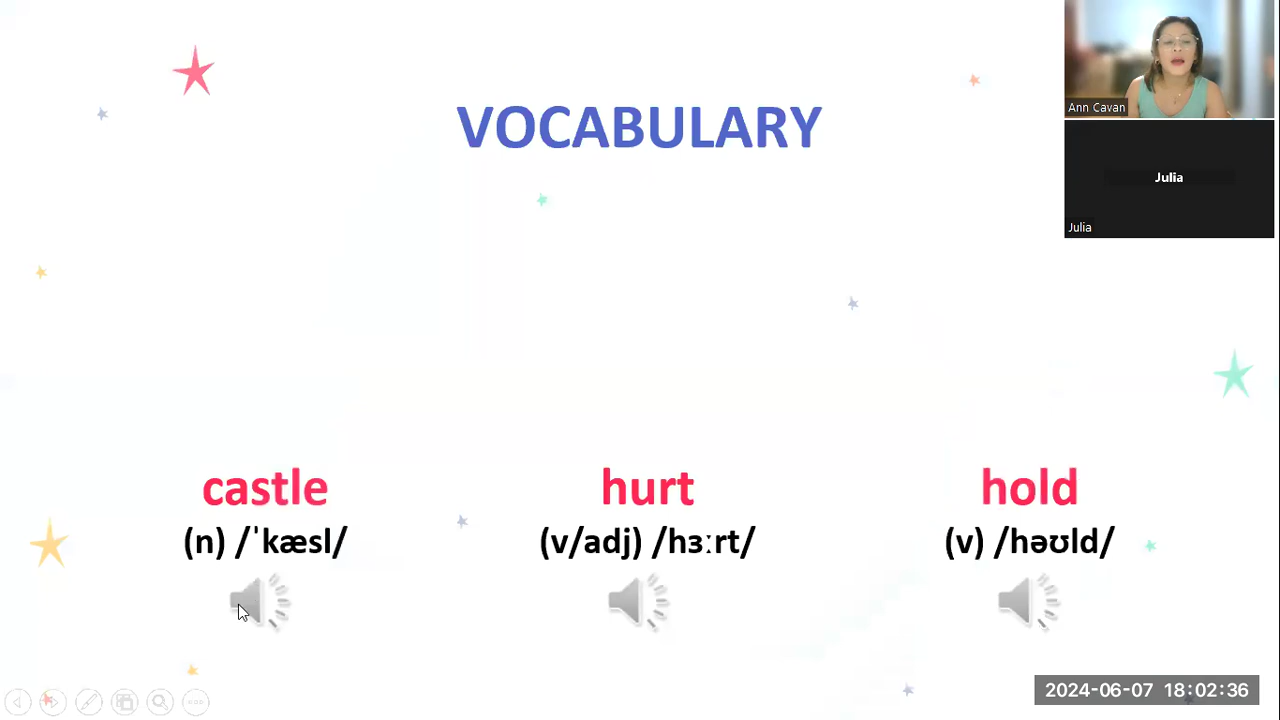 VOCABULARY
Ann Cavan
Julia
Julia
castle
(n) /ˈkæsl/
hurt
(v/adj) /hɜːrt/
hold
(v) /həʊld/
2024-06-07 18:02:36